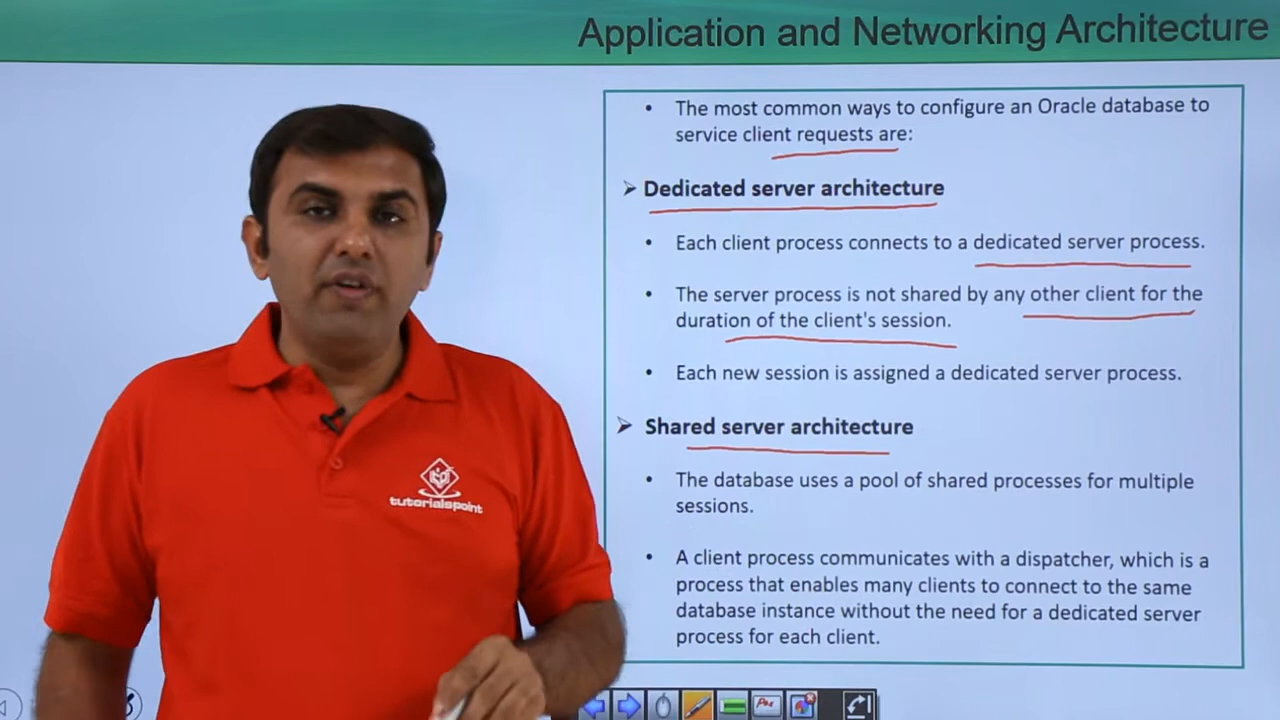 Application and Networking Architecture
• The most common ways to configure an Oracle database to
service client requests are:
➢ Dedicated server architecture
• Each client process connects to a dedicated server process.
• The server process is not shared by any other client for the
duration of the client's session.
• Each new session is assigned a dedicated server process.
➢ Shared server architecture
• The database uses a pool of shared processes for multiple
sessions.
• A client process communicates with a dispatcher, which is a
process that enables many clients to connect to the same
database instance without the need for a dedicated server
process for each client.
tutorialspoint